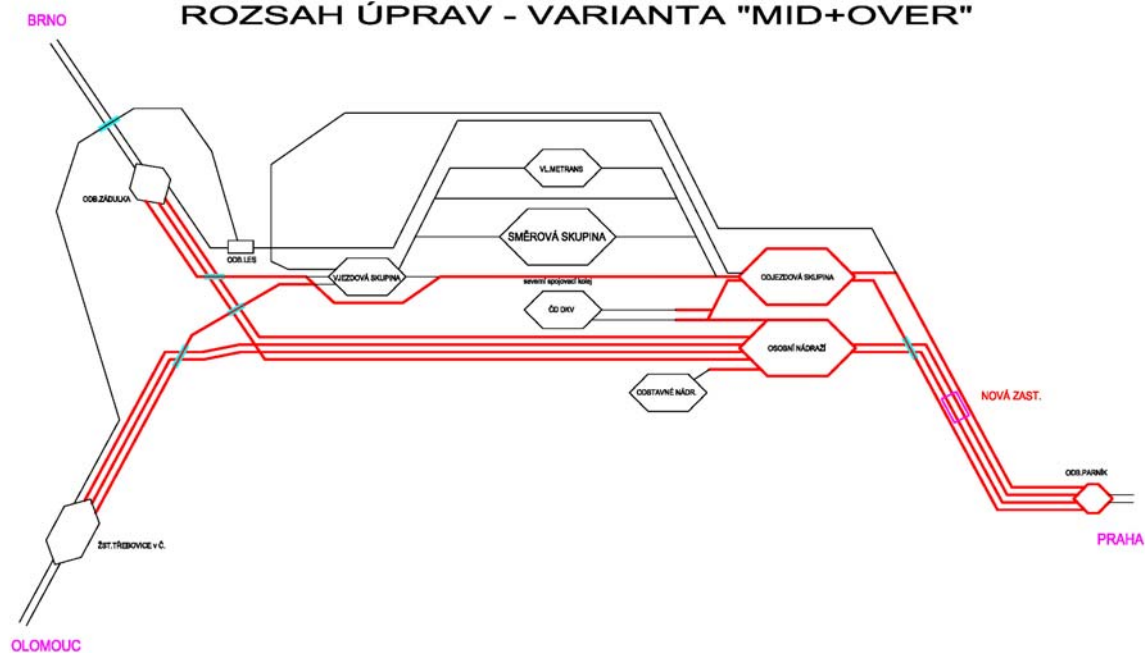 ROZSAH ÚPRAV - VARIANTA "MID+OVER"
BRNO
VL.METRANS
ODB.ZÁDULKA
SMĚROVÁ SKUPINA
ODB.LES
VJEZDOVÁ SKUPINA
ODJEZDOVÁ SKUPINA
severní spojovací kolej
ČD DKV
OSOBNÍ NÁDRAŽÍ
ODSTAVNÉ NÁDR.
NOVÁ ZAST.
ODB.PARNÍK
ŽST.TŘEBOVICE v Č.
PRAHA
OLOMOUC